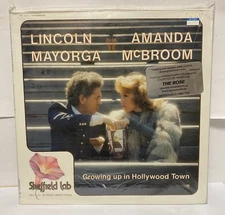 LINCOLN AMANDA
MAYORGA McBROOM
THE ROSE
Sheffield Lab
Growing up in Hollywood Town